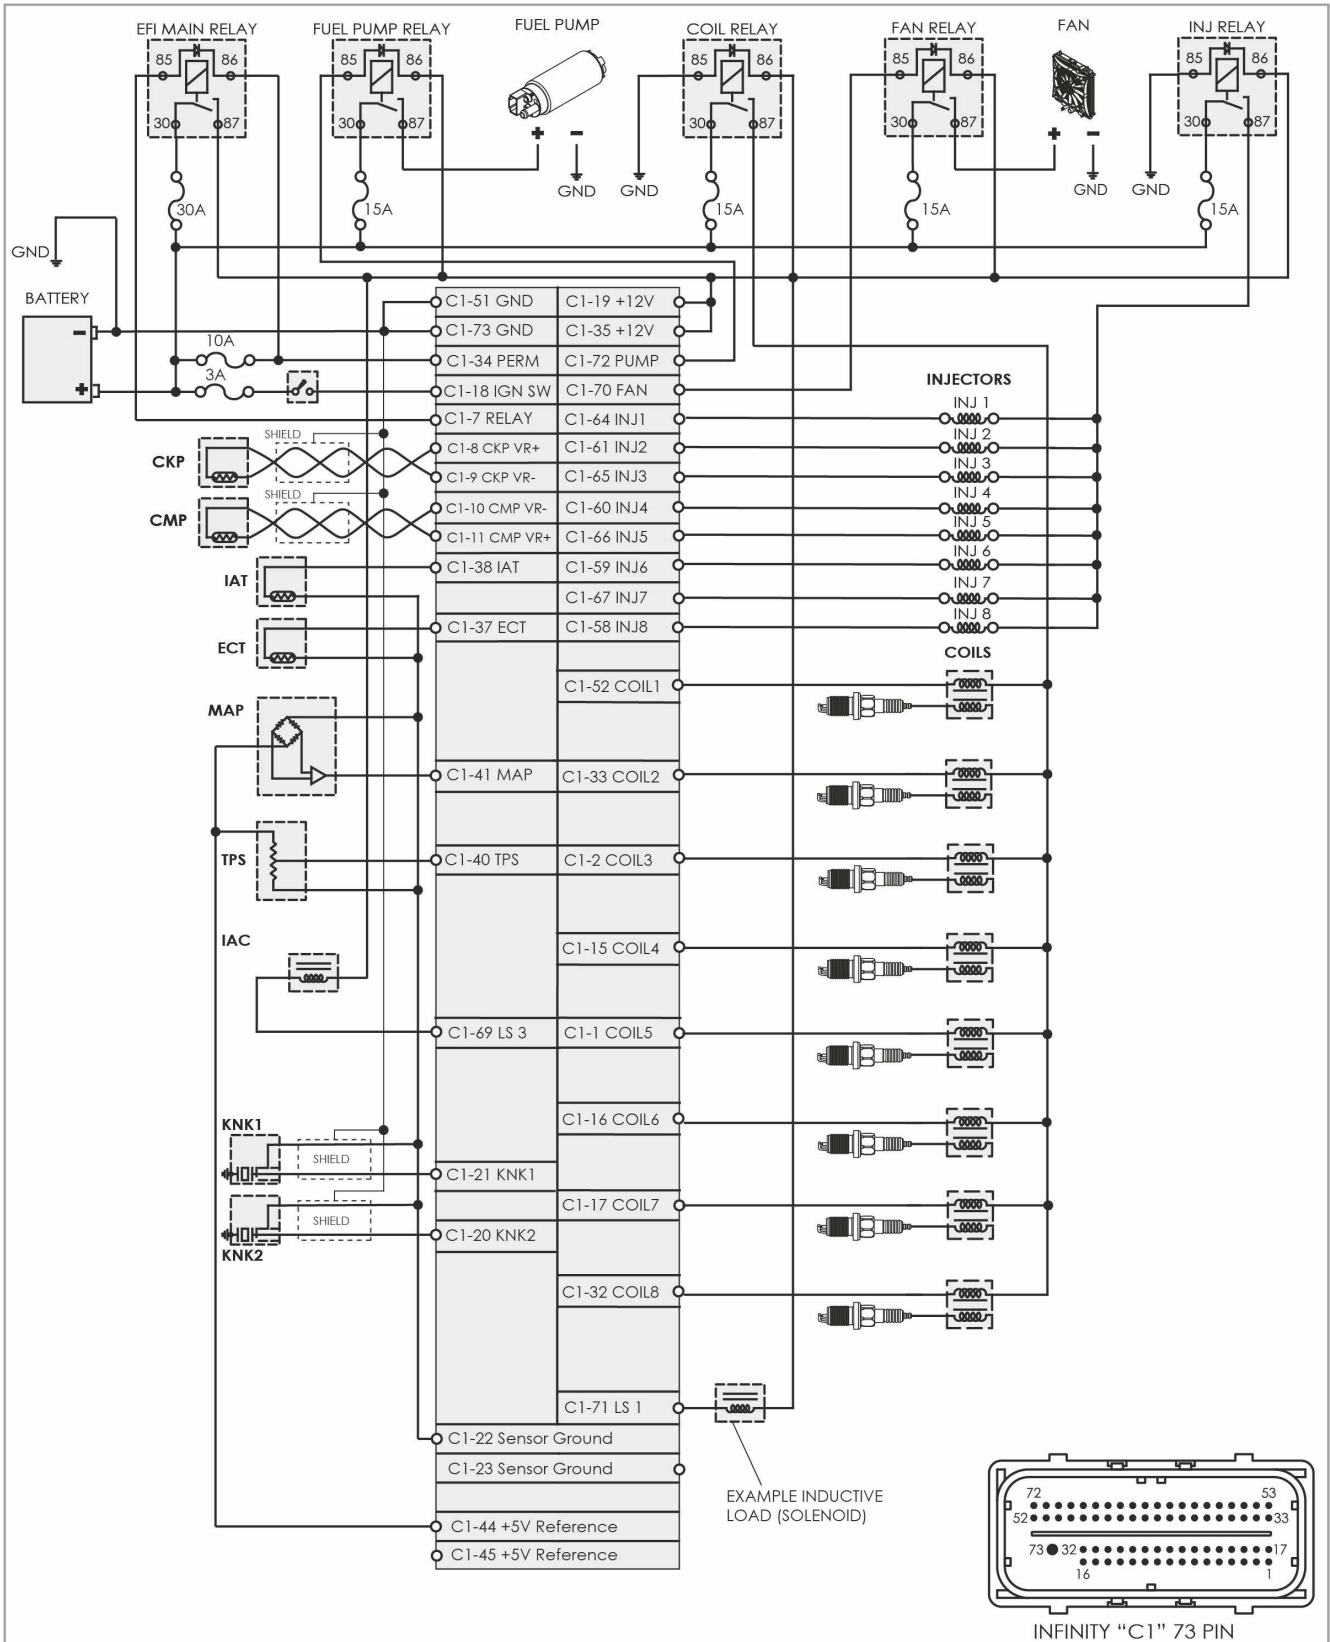 EFI MAIN RELAY
FUEL PUMP RELAY
FUEL PUMP
COIL RELAY
FAN RELAY
FAN
INJ RELAY
85 86
30 87
85 86
30 87
85 86
30 87
85 86
30 87
85 86
30 87
+ -
GND
GND
+ -
GND
GND
30A
15A
15A
15A
15A
GND
BATTERY
-
+
10A
3A
C1-51 GND
C1-19 +12V
C1-73 GND
C1-35 +12V
C1-34 PERM
C1-72 PUMP
C1-18 IGN SW
C1-70 FAN
C1-7 RELAY
C1-64 INJ1
C1-8 CKP VR+
C1-61 INJ2
C1-9 CKP VR-
C1-65 INJ3
C1-10 CMP VR-
C1-60 INJ4
C1-11 CMP VR+
C1-66 INJ5
C1-38 IAT
C1-59 INJ6
C1-67 INJ7
C1-37 ECT
C1-58 INJ8
C1-52 COIL1
C1-41 MAP
C1-33 COIL2
C1-40 TPS
C1-2 COIL3
C1-15 COIL4
C1-69 LS 3
C1-1 COIL5
C1-16 COIL6
C1-21 KNK1
C1-17 COIL7
C1-20 KNK2
C1-32 COIL8
C1-71 LS 1
C1-22 Sensor Ground
C1-23 Sensor Ground
C1-44 +5V Reference
C1-45 +5V Reference
SHIELD
CKP
SHIELD
CMP
IAT
ECT
MAP
TPS
IAC
KNK1
SHIELD
SHIELD
KNK2
INJECTORS
INJ 1
INJ 2
INJ 3
INJ 4
INJ 5
INJ 6
INJ 7
INJ 8
COILS
EXAMPLE INDUCTIVE
LOAD (SOLENOID)
72 53
52 33
73 32 17
16 1
INFINITY “C1” 73 PIN